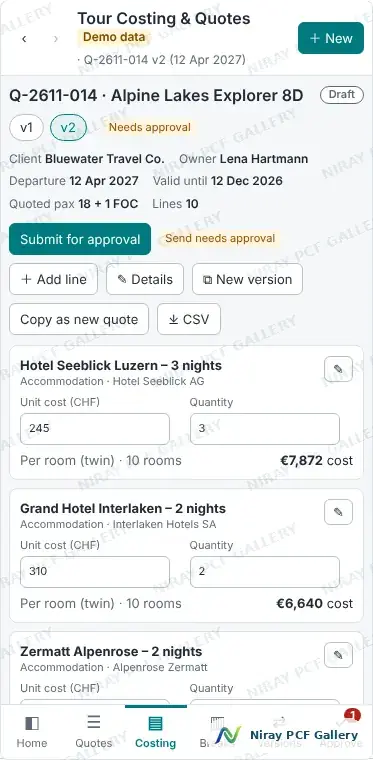 Tour Costing & Quotes
Demo data
· Q-2611-014 v2 (12 Apr 2027)
+ New
Q-2611-014 · Alpine Lakes Explorer 8D
Draft
v1
v2
Needs approval
Client Bluewater Travel Co. Owner Lena Hartmann
Departure 12 Apr 2027 Valid until 12 Dec 2026
Quoted pax 18 + 1 FOC Lines 10
Submit for approval
Send needs approval
+ Add line
✎ Details
⧉ New version
Copy as new quote
CSV
Hotel Seeblick Luzern – 3 nights
Accommodation · Hotel Seeblick AG
Unit cost (CHF) Quantity
245 3
Per room (twin) · 10 rooms €7,872 cost
Grand Hotel Interlaken – 2 nights
Accommodation · Interlaken Hotels SA
Unit cost (CHF) Quantity
310 2
Per room (twin) · 10 rooms €6,640 cost
Zermatt Alpenrose – 2 nights
Accommodation · Alpenrose Zermatt
Unit cost (CHF) Quantity
1
Home Quotes Costing
Niray PCF Gallery
NIRAY PCF GALLERY